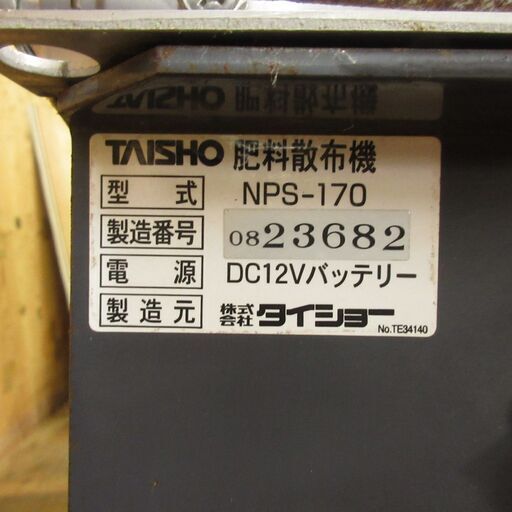 TAISHO 肥料散布機
型式 NPS-170
製造番号 0823682
電源 DC12Vバッテリー
製造元 株式会社 タイショー
No.TE34140